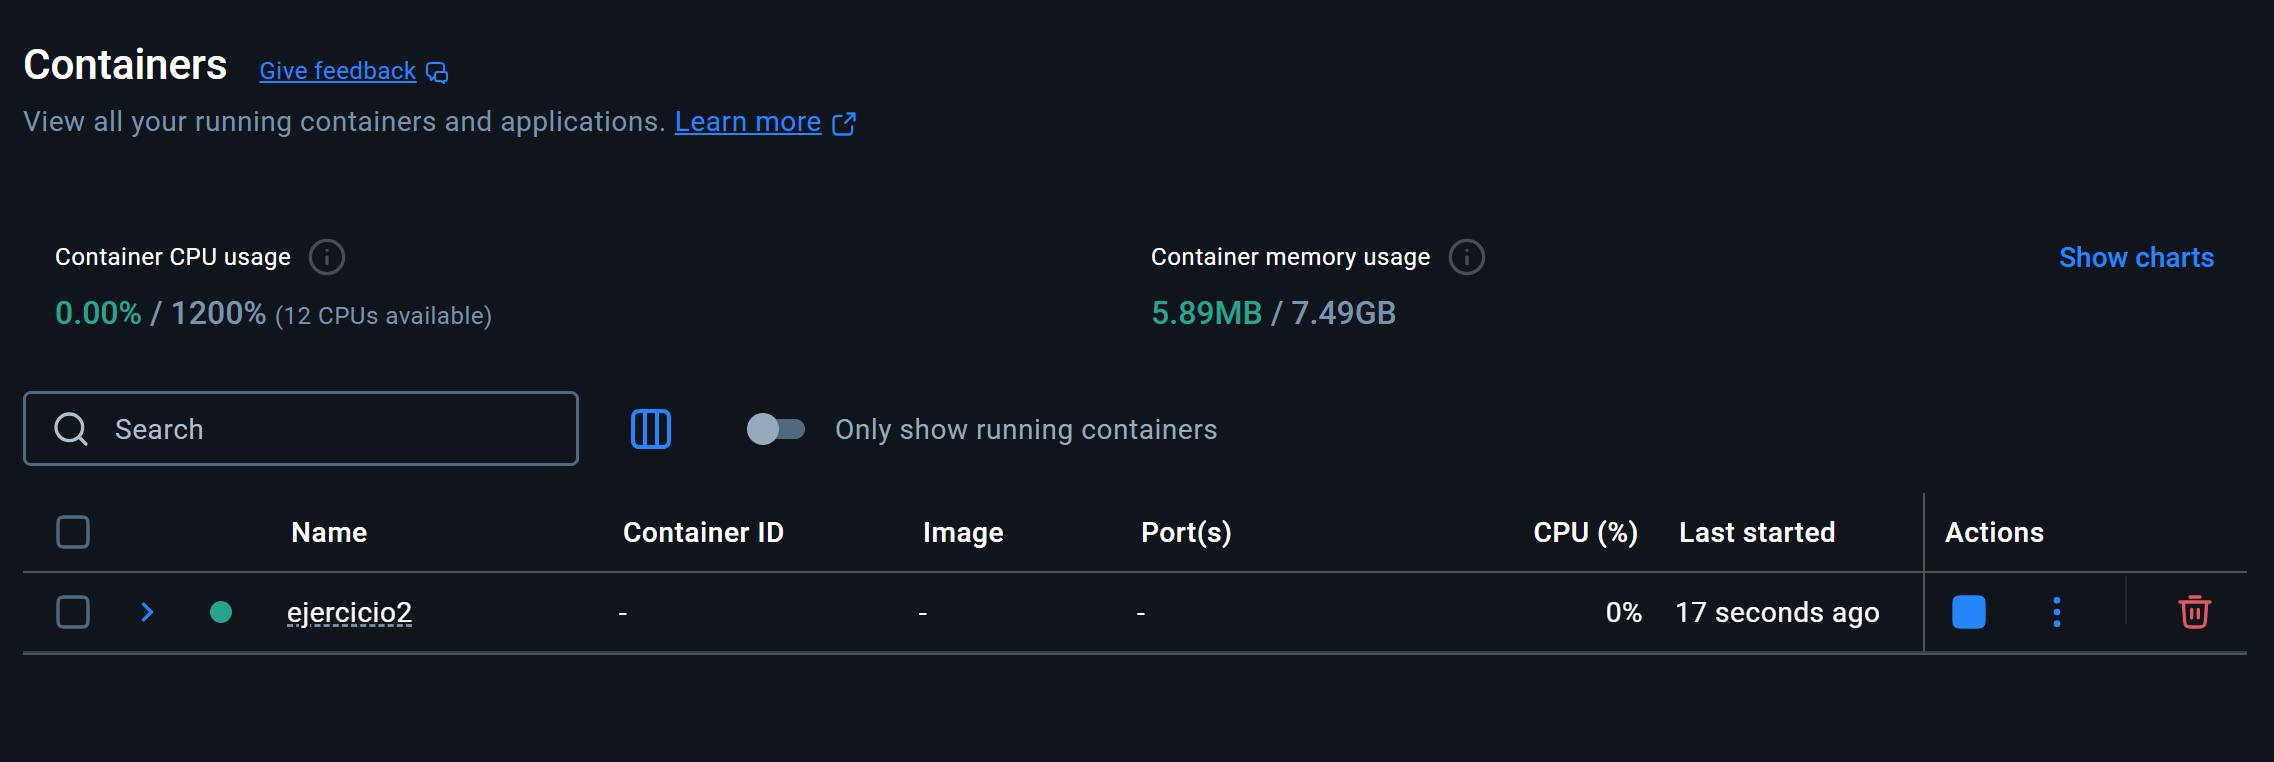 Containers Give feedback
View all your running containers and applications. Learn more
Container CPU usage
0.00% / 1200% (12 CPUs available)
Container memory usage
5.89MB / 7.49GB
Show charts
Search
Only show running containers
Name Container ID Image Port(s) CPU (%) Last started Actions
ejercicio2 - - - 0% 17 seconds ago